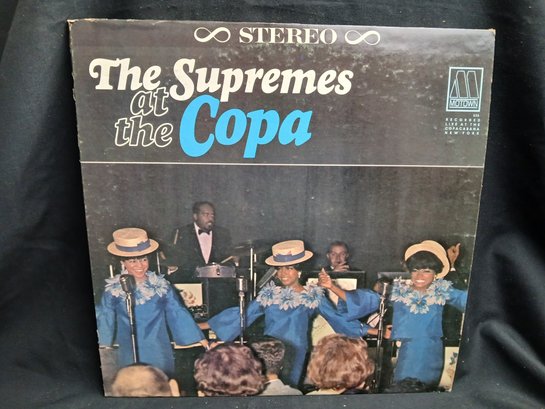 STEREO
The Supremes
at
the Copa
MOTOWN
RECORDED
LIVE AT THE
COPACABANA
NEW YORK